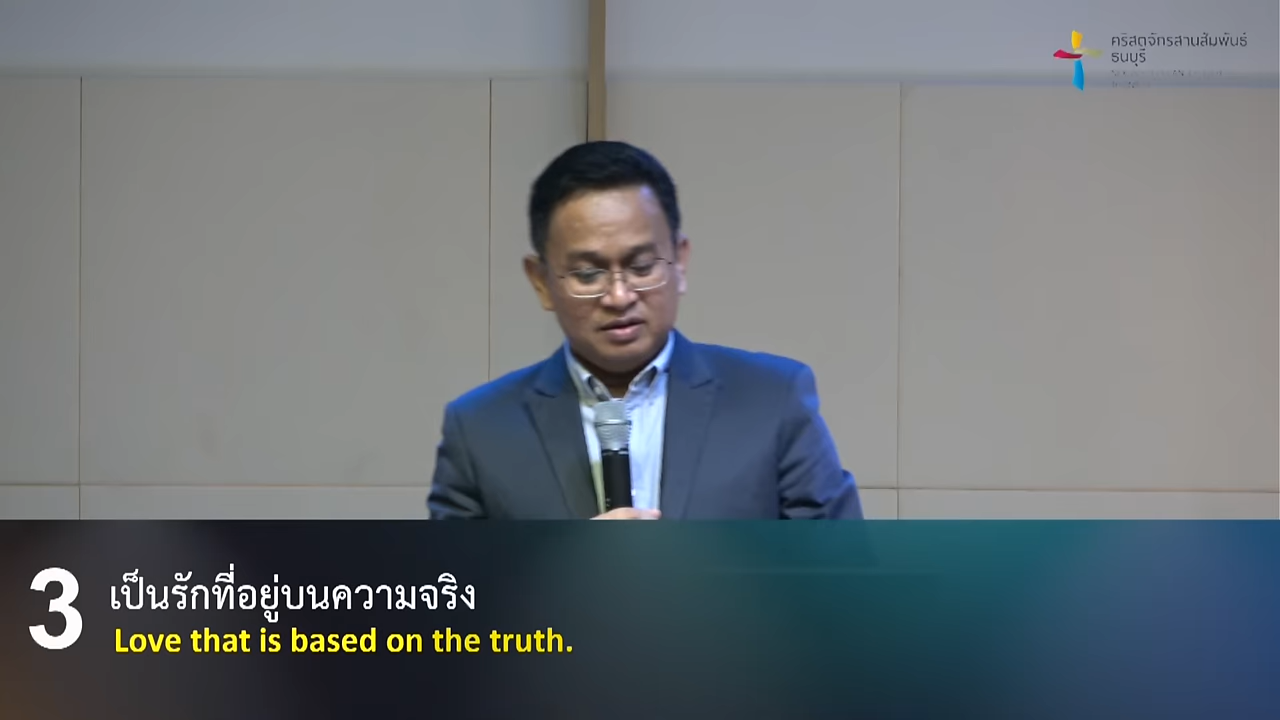 คริสตจักรสานสัมพันธ์
ธนบุรี
3
เป็นรักที่อยู่บนความจริง
Love that is based on the truth.